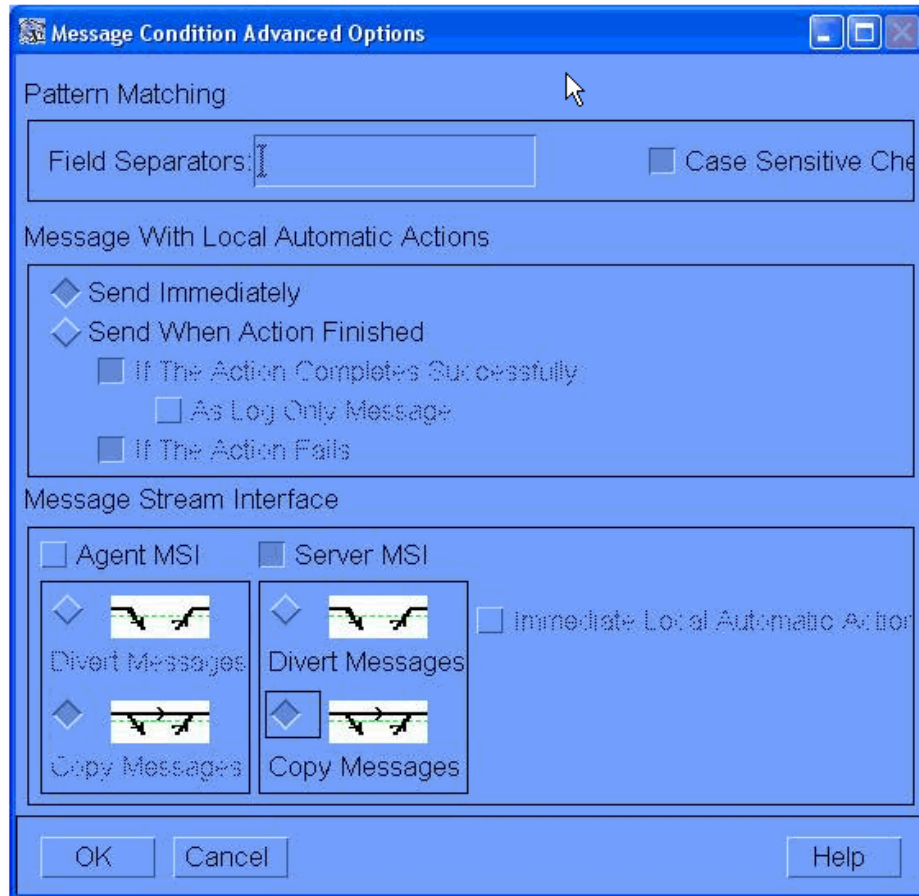 Message Condition Advanced Options
Pattern Matching
Field Separators:
Case Sensitive Che
Message With Local Automatic Actions
Send Immediately
Send When Action Finished
If The Action Completes Successfully
As Log Only Message
If The Action Fails
Message Stream Interface
Agent MSI
Server MSI
Divert Messages
Divert Messages
Immediate Local Automatic Action
Copy Messages
Copy Messages
OK
Cancel
Help